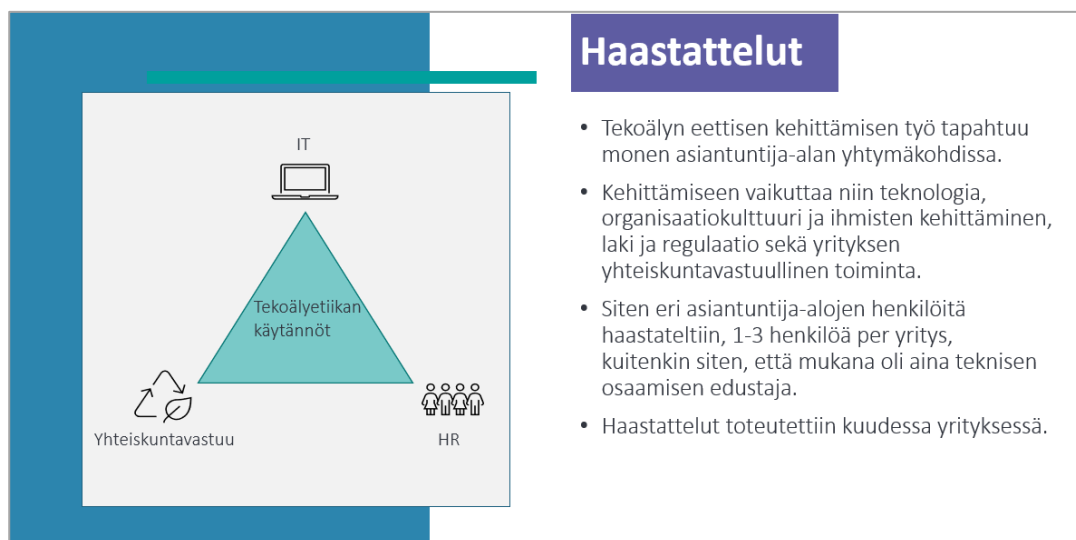 Haastattelut
IT
Tekoälyetiikan
käytännöt
Yhteiskuntavastuu
HR
• Tekoälyn eettisen kehittämisen työ tapahtuu
monen asiantuntija-alan yhtymäkohdissa.
• Kehittämiseen vaikuttaa niin teknologia,
organisaatiokulttuuri ja ihmisten kehittäminen,
laki ja regulaatio sekä yrityksen
yhteiskuntavastuullinen toiminta.
• Siten eri asiantuntija-alojen henkilöitä
haastateltiin, 1-3 henkilöä per yritys,
kuitenkin siten, että mukana oli aina teknisen
osaamisen edustaja.
• Haastattelut toteutettiin kuudessa yrityksessä.